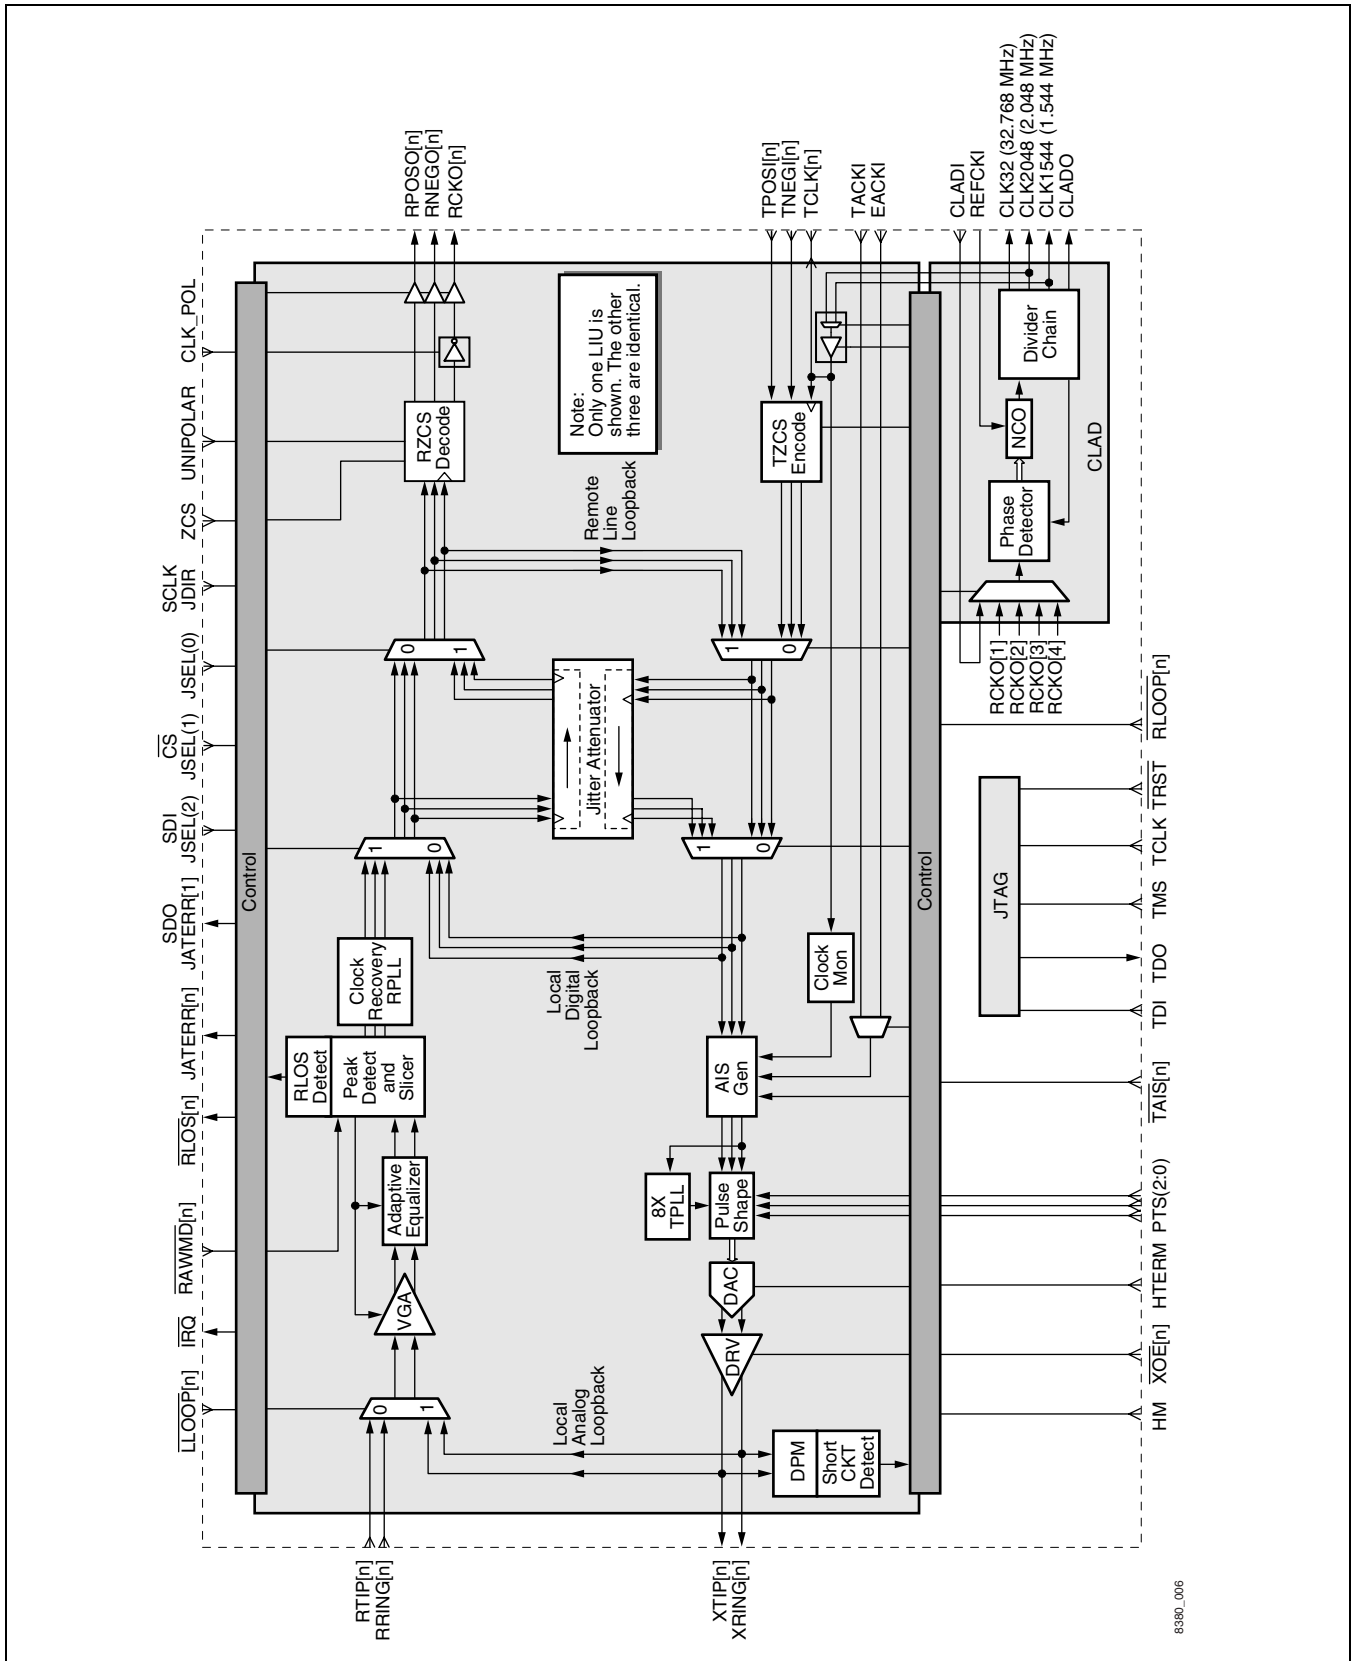 LLOOP[n]
IRQ
RAWMD[n]
RLOS[n]
JATERR[n]
SDO
JATERR[1]
SDI
JSEL(2)
CS
JSEL(1)
JSEL(0)
SCLK
JDIR
ZCS
UNIPOLAR
CLK_POL
Control
RTIP[n]
RRING[n]
0
1
VGA
Adaptive
Equalizer
RLOS
Detect
Peak
Detect
and
Slicer
Clock
Recovery
RPLL
1
0
0
1
RZCS
Decode
RPOSO[n]
RNEGO[n]
RCKO[n]
Local
Analog
Loopback
Local
Digital
Loopback
Jitter Attenuator
Remote
Line
Loopback
Note:
Only one LIU is
shown. The other
three are identical.
XTIP[n]
XRING[n]
DRV
DAC
8X
TPLL
Pulse
Shape
AIS
Gen
1
0
1
0
TZCS
Encode
TPOSI[n]
TNEGI[n]
TCLK[n]
DPM
Short
CKT
Detect
Clock
Mon
TACKI
EACKI
Control
JTAG
RCKO[1]
RCKO[2]
RCKO[3]
RCKO[4]
Phase
Detector
NCO
Divider
Chain
CLAD
CLADI
REFCKI
CLK32 (32.768 MHz)
CLK2048 (2.048 MHz)
CLK1544 (1.544 MHz)
CLADO
HM
XOE[n]
HTERM
PTS(2:0)
TAIS[n]
TDI
TDO
TMS
TCLK
TRST
RLOOP[n]
8380_006